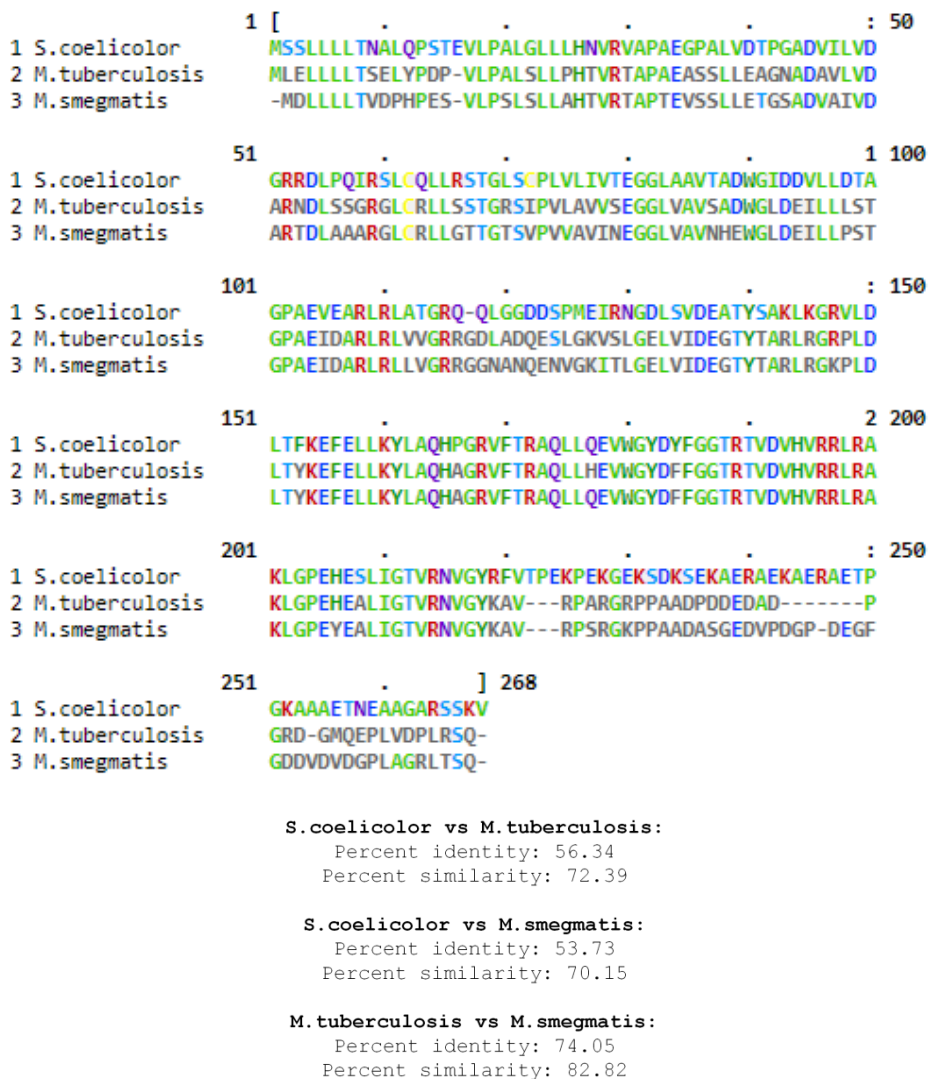 1 [ . . . . : 50
1 S.coelicolor MSSLLLLTNALQPSTEVLPALGLLLHNVRVAPAEGPALVDTPGADVILVD
2 M.tuberculosis MLELLLLTSELYPDP-VLPALSLLPHTVRTAPAEASSLLEAGNADAVLVD
3 M.smegmatis -MDLLLLTVDPHPES-VLPSLSLLAHTVRTAPTEVSSLLETGSADVAIVD
51 . . . . 1 100
1 S.coelicolor GRRDLPQIRSLCQLLRSTGLSCPLVLIVTEGGLAAVTADWGIDDVLLDTA
2 M.tuberculosis ARNDLSSGRGLCRLLSSTGRSIPVLAVVSEGGLVAVSADWGLDEILLLST
3 M.smegmatis ARTDLAAARGLCRLLGTTGTSVPVVAVINEGGLVAVNHEWGLDEILLPST
101 . . . . : 150
1 S.coelicolor GPAEVEARLRLATGRQ-QLGGDDSPMEIRNGDLSVDEATYSAKLKGRVLD
2 M.tuberculosis GPAEIDARLRLVVGRRGDLADQESLGKVSLGELVIDEGTYTARLRGRPLD
3 M.smegmatis GPAEIDARLRLLVGRRGGNANQENVGKITLGELVIDEGTYTARLRGKPLD
151 . . . . 2 200
1 S.coelicolor LTFKEFELLKYLAQHPGRVFTRAQLLQEVWGYDYFGGTRTVDVHVRRLRA
2 M.tuberculosis LTYKEFELLKYLAQHAGRVFTRAQLLHEVWGYDFFGGTRTVDVHVRRLRA
3 M.smegmatis LTYKEFELLKYLAQHAGRVFTRAQLLQEVWGYDFFGGTRTVDVHVRRLRA
201 . . . . : 250
1 S.coelicolor KLGPEHESLIGTVRNVGYRFVTPEKPEKGEKSDKSEKAERAEKAERAETP
2 M.tuberculosis KLGPEHEALIGTVRNVGYKAV---RPARGRPPAADPDDEDAD-------P
3 M.smegmatis KLGPEYEALIGTVRNVGYKAV---RPSRGKPPAADASGEDVPDGP-DEGF
251 . ] 268
1 S.coelicolor GKAAAETNEAAGARSSKV
2 M.tuberculosis GRD-GMQEPLVDPLRSQ-
3 M.smegmatis GDDVDVDGPLAGRLTSQ-
S.coelicolor vs M.tuberculosis:
Percent identity: 56.34
Percent similarity: 72.39
S.coelicolor vs M.smegmatis:
Percent identity: 53.73
Percent similarity: 70.15
M.tuberculosis vs M.smegmatis:
Percent identity: 74.05
Percent similarity: 82.82